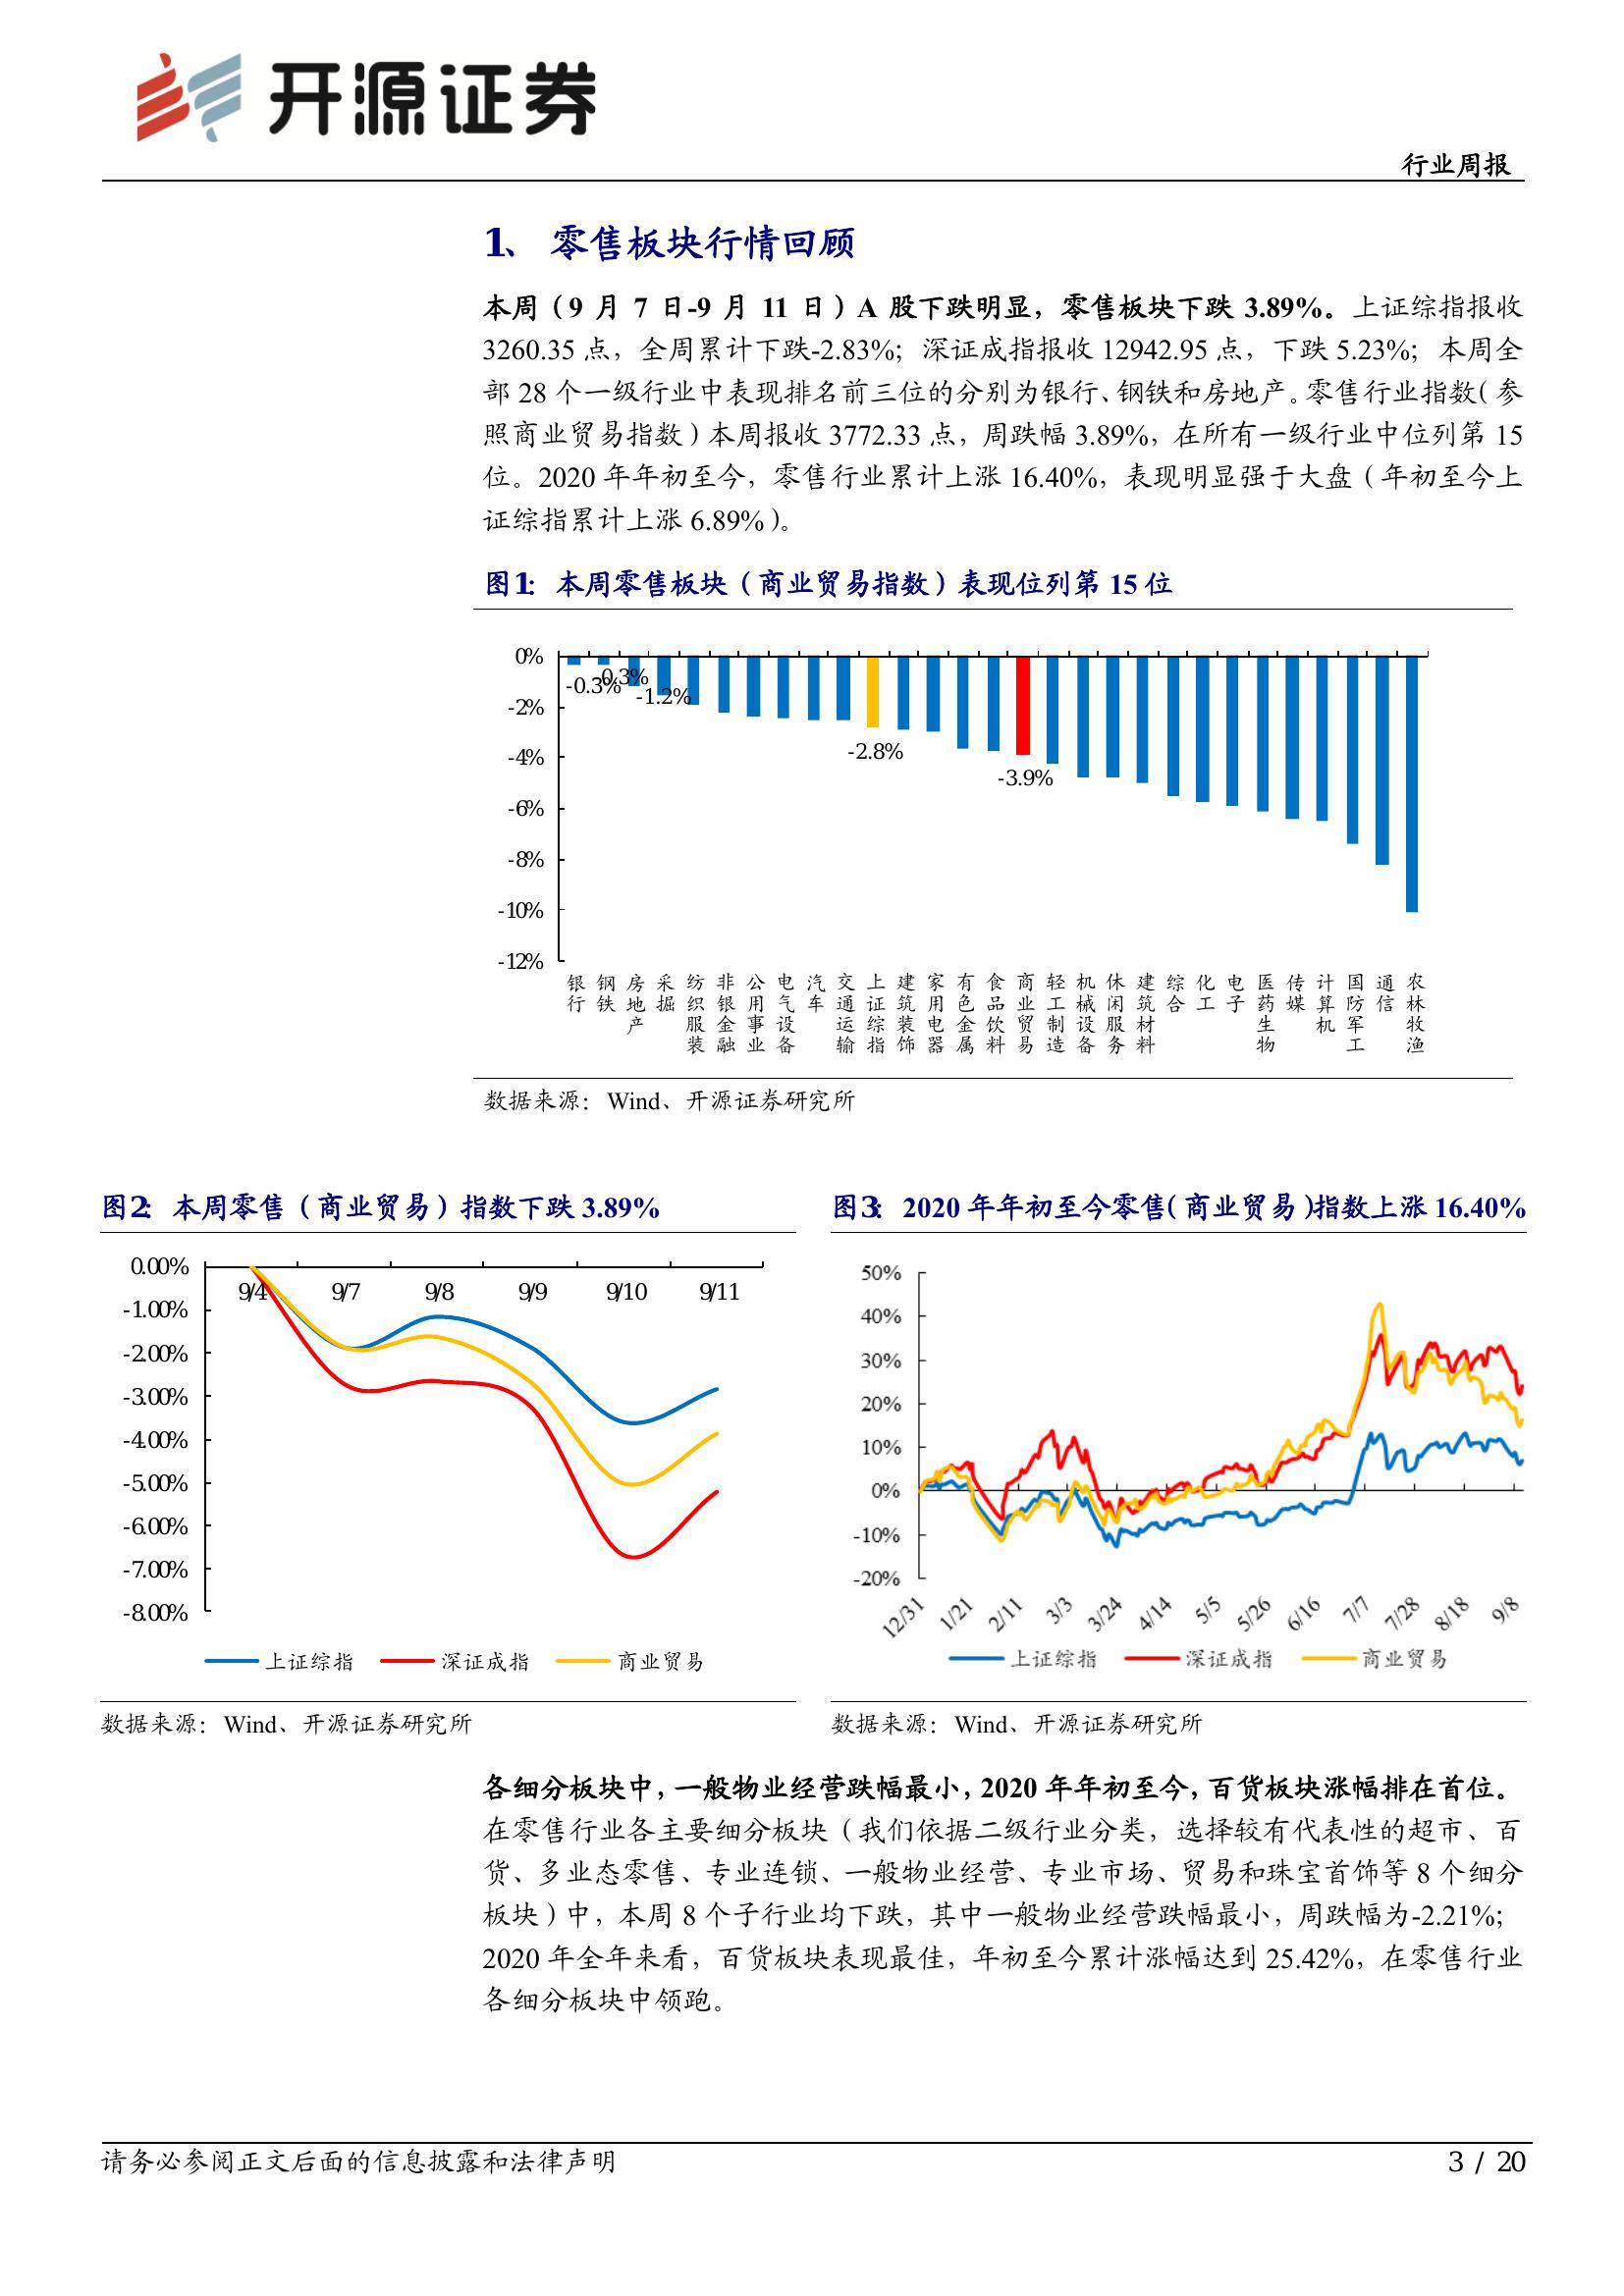 开源证券
行业周报
1、 零售板块行情回顾
本周（9 月 7 日-9 月 11 日）A 股下跌明显，零售板块下跌 3.89%。上证综指报收
3260.35 点，全周累计下跌-2.83%；深证成指报收 12942.95 点，下跌 5.23%；本周全
部 28 个一级行业中表现排名前三位的分别为银行、钢铁和房地产。零售行业指数（参
照商业贸易指数）本周报收 3772.33 点，周跌幅 3.89%，在所有一级行业中位列第 15
位。2020 年年初至今，零售行业累计上涨 16.40%，表现明显强于大盘（年初至今上
证综指累计上涨 6.89%）。
图1：本周零售板块（商业贸易指数）表现位列第 15 位
0%
-2%
-4%
-6%
-8%
-10%
-12%
-0.3%
-0.3%
-1.2%
-2.8%
-3.9%
银行 钢铁 房地产 采掘 纺织服装 非银金融 公用事业 电气设备 汽车 交通运输 上证综指 建筑装饰 家用电器 有色金属 食品饮料 商业贸易 轻工制造 机械设备 休闲服务 建筑材料 综合 化工 电子 医药生物 传媒 计算机 国防军工 通信 农林牧渔
数据来源：Wind、开源证券研究所
图2：本周零售（商业贸易）指数下跌 3.89%
0.00%
-1.00%
-2.00%
-3.00%
-4.00%
-5.00%
-6.00%
-7.00%
-8.00%
9/4 9/7 9/8 9/9 9/10 9/11
上证综指 深证成指 商业贸易
数据来源：Wind、开源证券研究所
图3：2020 年年初至今零售（商业贸易）指数上涨 16.40%
50%
40%
30%
20%
10%
0%
-10%
-20%
12/31 1/21 2/11 3/3 3/24 4/14 5/5 5/26 6/16 7/7 7/28 8/18 9/8
上证综指 深证成指 商业贸易
数据来源：Wind、开源证券研究所
各细分板块中，一般物业经营跌幅最小，2020 年年初至今，百货板块涨幅排在首位。
在零售行业各主要细分板块（我们依据二级行业分类，选择较有代表性的超市、百
货、多业态零售、专业连锁、一般物业经营、专业市场、贸易和珠宝首饰等 8 个细分
板块）中，本周 8 个子行业均下跌，其中一般物业经营跌幅最小，周跌幅为-2.21%；
2020 年全年来看，百货板块表现最佳，年初至今累计涨幅达到 25.42%，在零售行业
各细分板块中领跑。
请务必参阅正文后面的信息披露和法律声明
3 / 20